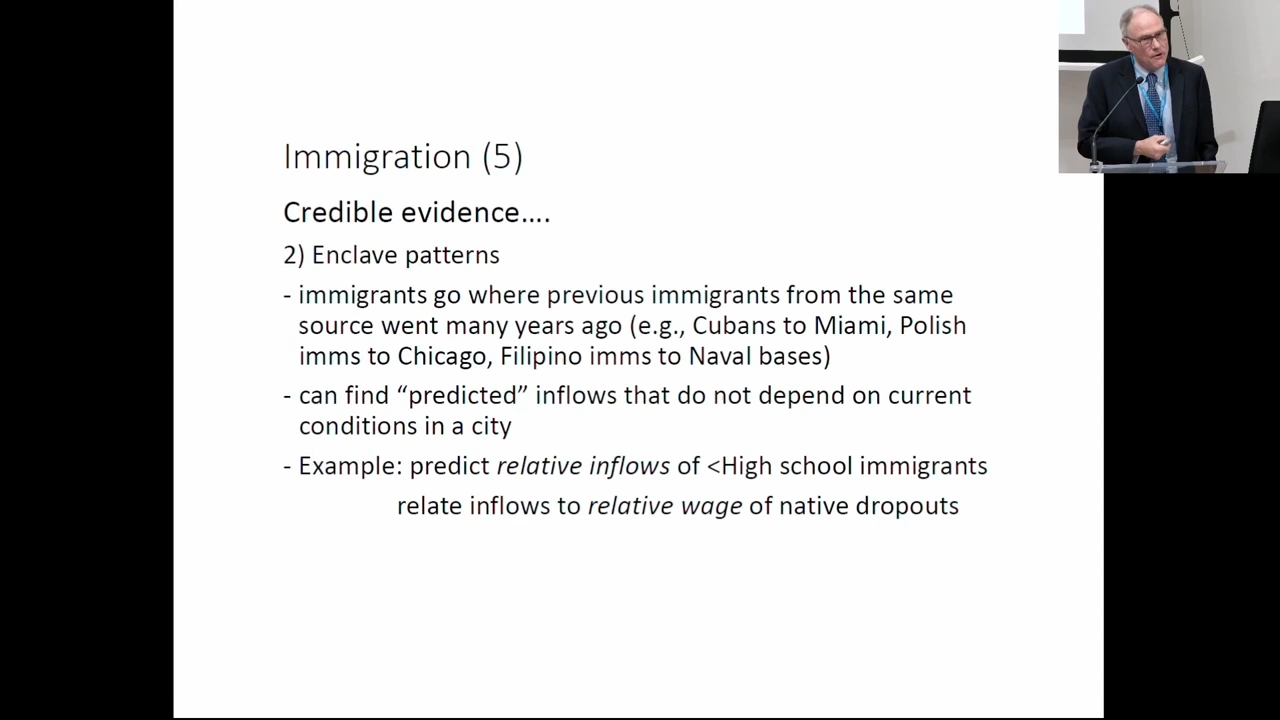 Immigration (5)
Credible evidence….
2) Enclave patterns
- immigrants go where previous immigrants from the same
source went many years ago (e.g., Cubans to Miami, Polish
imms to Chicago, Filipino imms to Naval bases)
- can find “predicted” inflows that do not depend on current
conditions in a city
- Example: predict relative inflows of <High school immigrants
relate inflows to relative wage of native dropouts